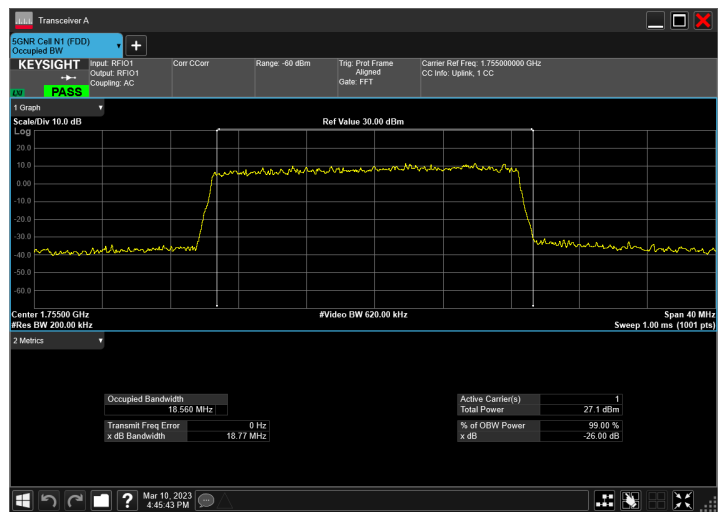 Transceiver A
5GNR Cell N1 (FDD)
Occupied BW
KEYSIGHT
Input: RFIO1
Output: RFIO1
Coupling: AC
Corr CCorr
Range: -60 dBm
Trig: Prot Frame
Aligned
Gate: FFT
Carrier Ref Freq: 1.755000000 GHz
CC Info: Uplink, 1 CC
LXI
PASS
1 Graph
Scale/Div 10.0 dB
Ref Value 30.00 dBm
Log
20.0
10.0
0.00
-10.0
-20.0
-30.0
-40.0
-50.0
-60.0
Center 1.75500 GHz
#Video BW 620.00 kHz
Span 40 MHz
#Res BW 200.00 kHz
Sweep 1.00 ms (1001 pts)
2 Metrics
Occupied Bandwidth
18.560 MHz
Transmit Freq Error 0 Hz
x dB Bandwidth 18.77 MHz
Active Carrier(s) 1
Total Power 27.1 dBm
% of OBW Power 99.00 %
x dB -26.00 dB
Mar 10, 2023
4:45:43 PM